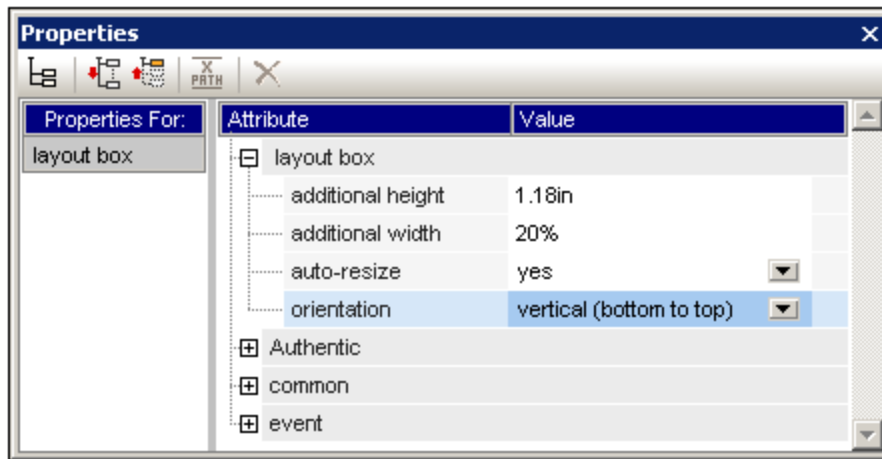 Properties
X
PATH
Properties For:
Attribute
Value
layout box
layout box
additional height
1.18in
additional width
20%
auto-resize
yes
orientation
vertical (bottom to top)
Authentic
common
event